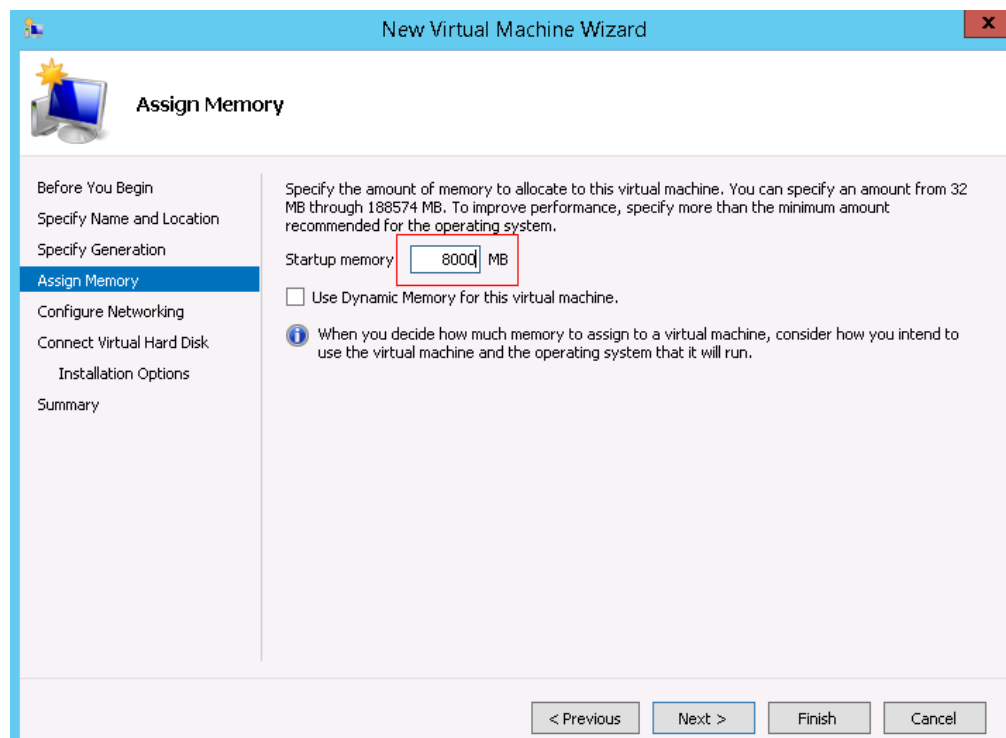 New Virtual Machine Wizard
x
Assign Memory
Before You Begin
Specify Name and Location
Specify Generation
Assign Memory
Configure Networking
Connect Virtual Hard Disk
Installation Options
Summary
Specify the amount of memory to allocate to this virtual machine. You can specify an amount from 32
MB through 188574 MB. To improve performance, specify more than the minimum amount
recommended for the operating system.
Startup memory 8000 MB
Use Dynamic Memory for this virtual machine.
When you decide how much memory to assign to a virtual machine, consider how you intend to
use the virtual machine and the operating system that it will run.
< Previous Next > Finish Cancel